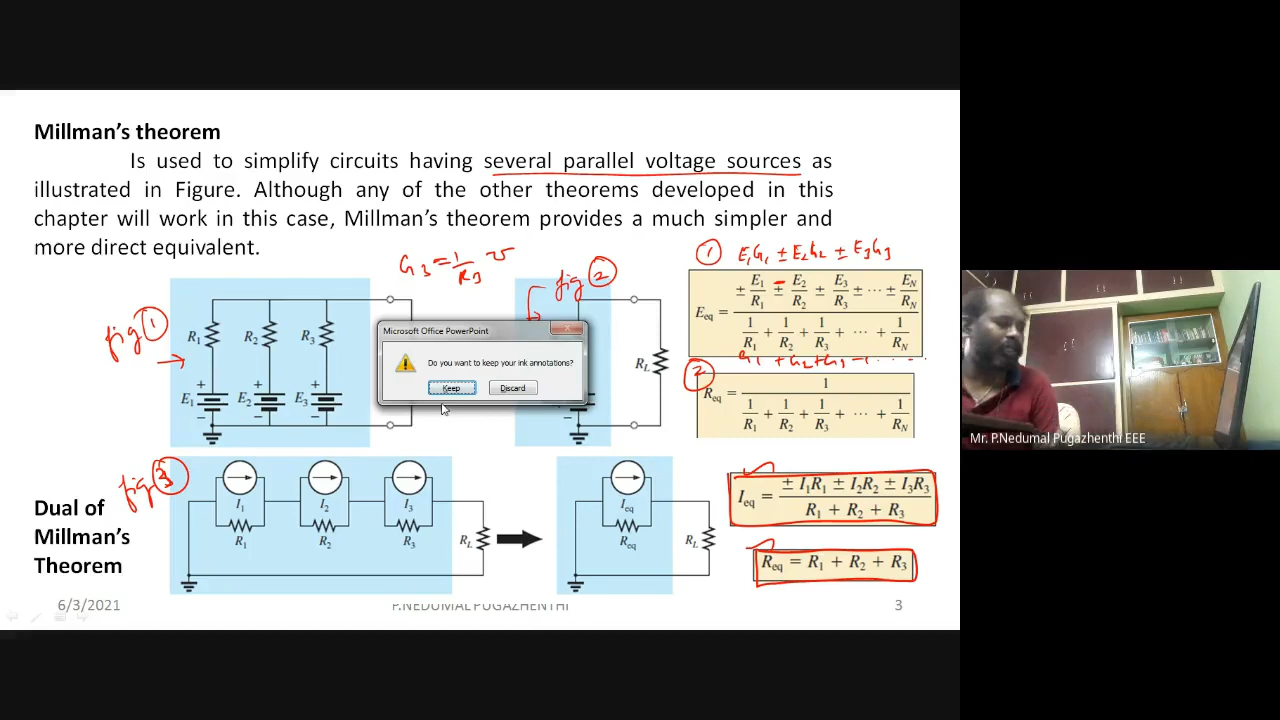 Millman's theorem
Is used to simplify circuits having several parallel voltage sources as
illustrated in Figure. Although any of the other theorems developed in this
chapter will work in this case, Millman's theorem provides a much simpler and
more direct equivalent.
G3 = 1/R3 ℧
fig 1
fig 2
R1 R2 R3
+ + +
E1 E2 E3
− − −
Microsoft Office PowerPoint
Do you want to keep your ink annotations?
Keep Discard
RL
1 E1G1 ± E2G2 ± E3G3
Eeq = (± E1/R1 ± E2/R2 ± E3/R3 ± ⋯ ± EN/RN) / (1/R1 + 1/R2 + 1/R3 + ⋯ + 1/RN)
G1 + G2 + G3 + ....
2
Req = 1 / (1/R1 + 1/R2 + 1/R3 + ⋯ + 1/RN)
Mr. P.Nedumal Pugazhenthi EEE
fig 3
Dual of
Millman's
Theorem
I1 I2 I3
R1 R2 R3
RL
Ieq
Req
RL
Ieq = (± I1R1 ± I2R2 ± I3R3) / (R1 + R2 + R3)
Req = R1 + R2 + R3
6/3/2021 P.NEDUMAL PUGAZHENTHI 3